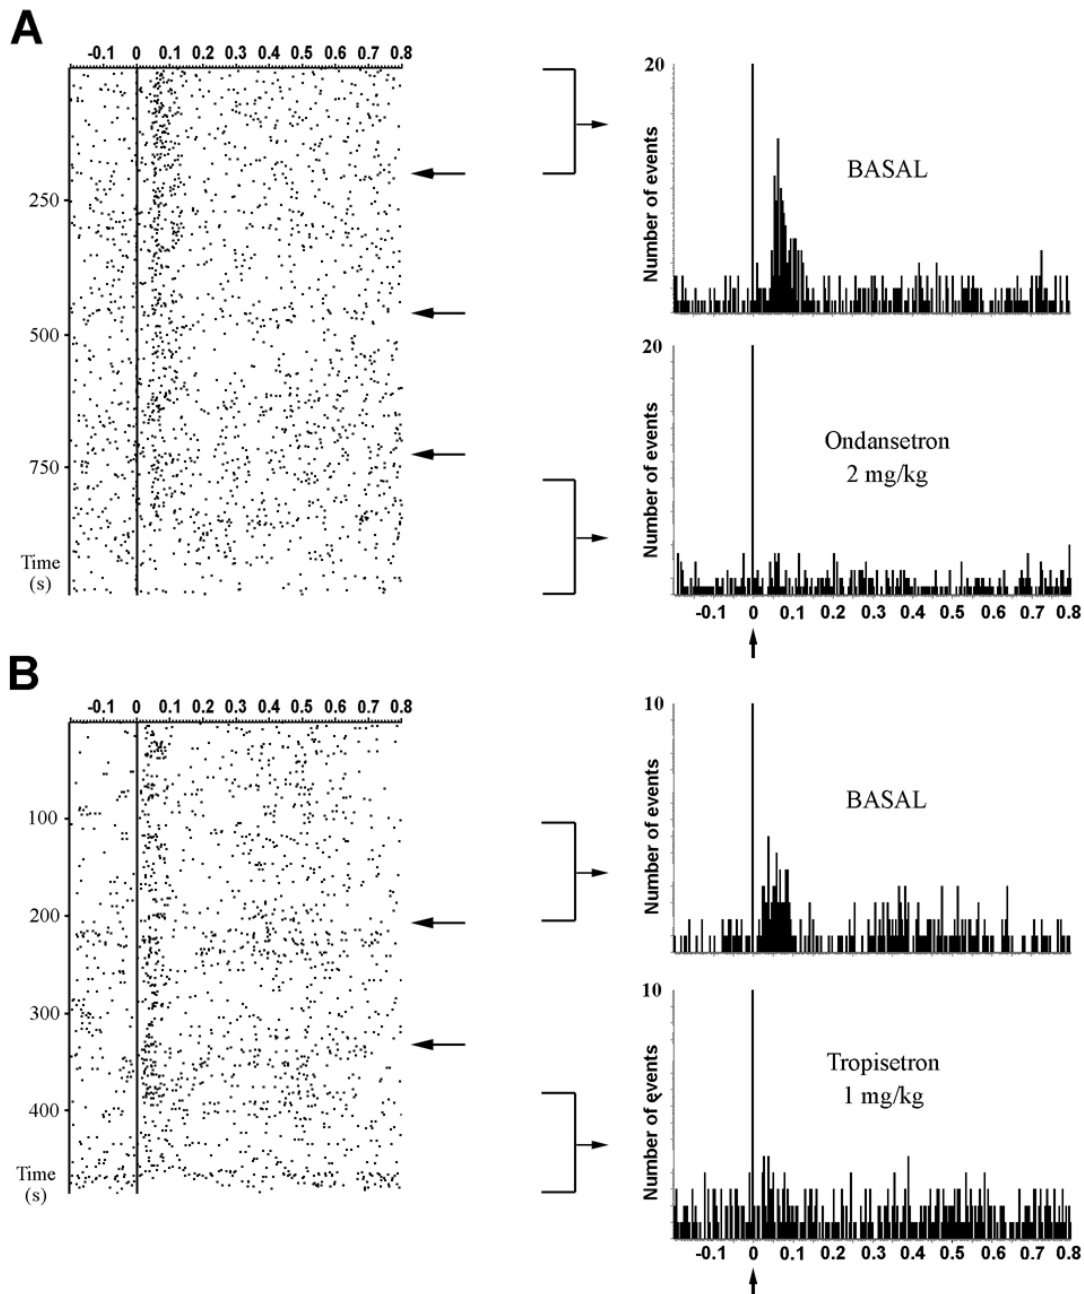 A
-0.1 0 0.1 0.2 0.3 0.4 0.5 0.6 0.7 0.8
250
500
750
Time
(s)
20
Number of events
BASAL
20
Number of events
Ondansetron
2 mg/kg
-0.1 0 0.1 0.2 0.3 0.4 0.5 0.6 0.7 0.8
B
-0.1 0 0.1 0.2 0.3 0.4 0.5 0.6 0.7 0.8
100
200
300
400
Time
(s)
10
Number of events
BASAL
10
Number of events
Tropisetron
1 mg/kg
-0.1 0 0.1 0.2 0.3 0.4 0.5 0.6 0.7 0.8